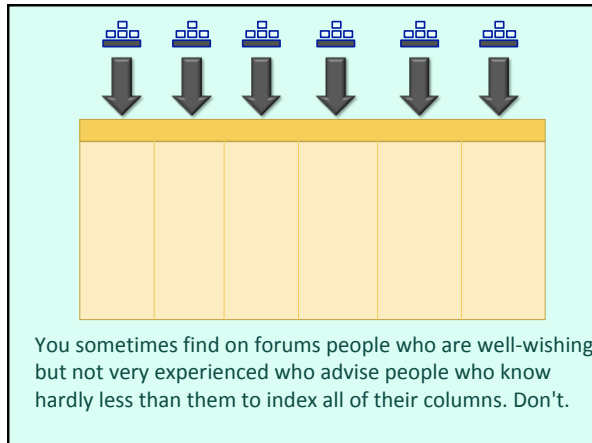 You sometimes find on forums people who are well-wishing
but not very experienced who advise people who know
hardly less than them to index all of their columns. Don't.